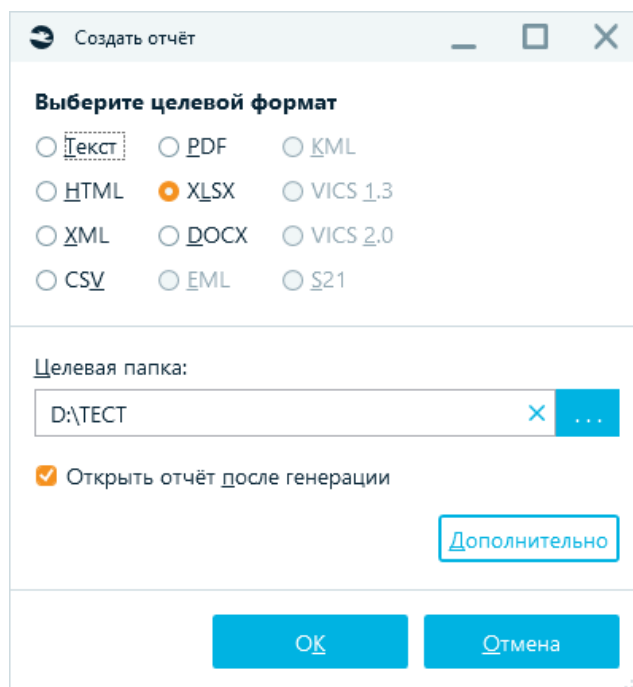 Создать отчёт
Выберите целевой формат
Текст PDF KML
HTML XLSX VICS 1.3
XML DOCX VICS 2.0
CSV EML S21
Целевая папка:
D:\ТЕСТ
...
Открыть отчёт после генерации
Дополнительно
OK Отмена